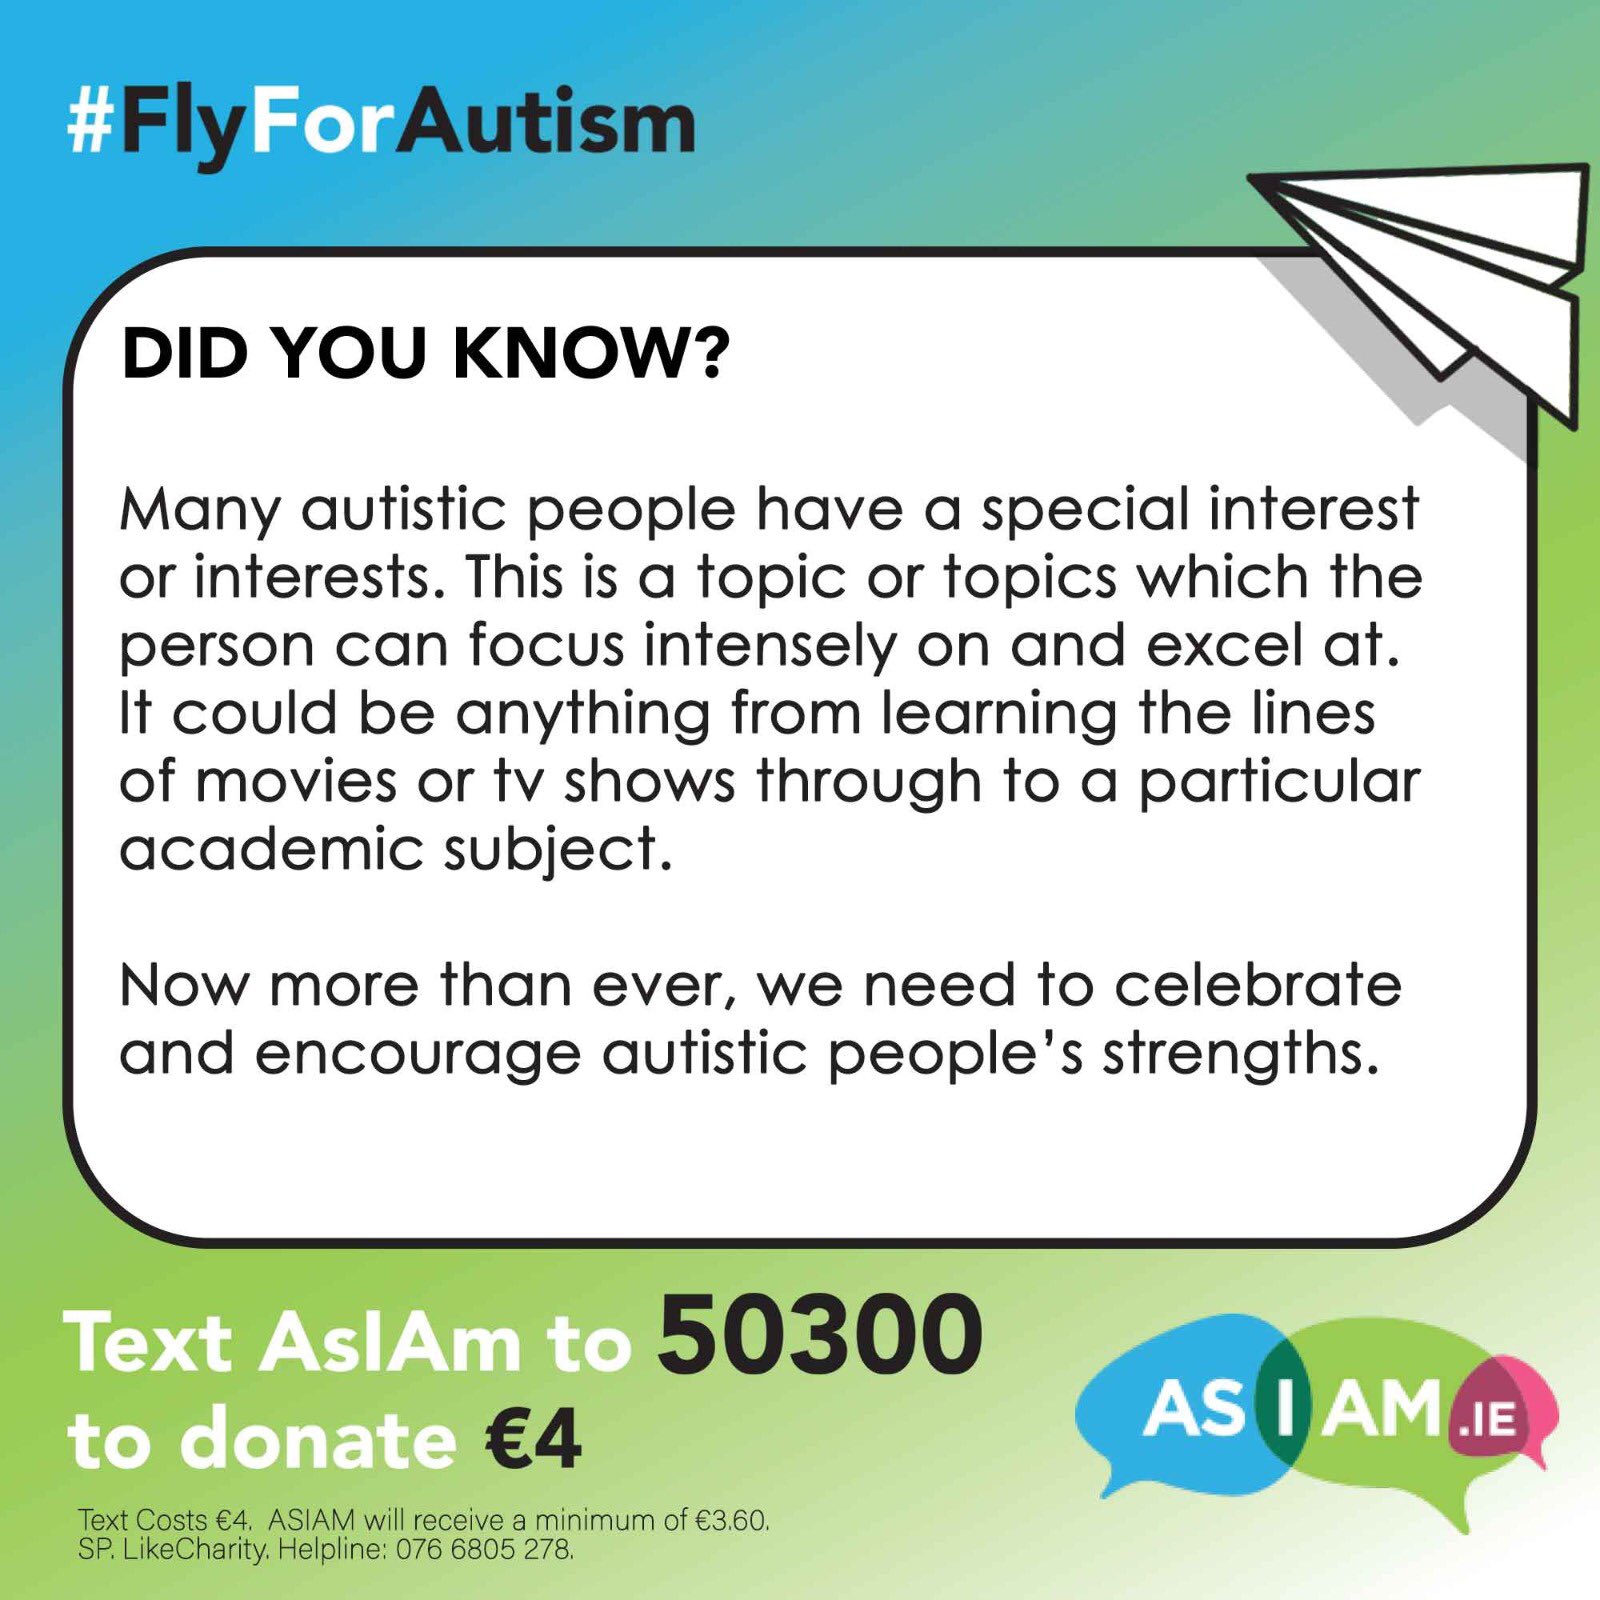 #FlyForAutism
DID YOU KNOW?
Many autistic people have a special interest
or interests. This is a topic or topics which the
person can focus intensely on and excel at.
It could be anything from learning the lines
of movies or tv shows through to a particular
academic subject.
Now more than ever, we need to celebrate
and encourage autistic people's strengths.
Text AsIAm to 50300
to donate €4
Text Costs €4. ASIAM will receive a minimum of €3.60.
SP. LikeCharity. Helpline: 076 6805 278.
AS I AM .IE